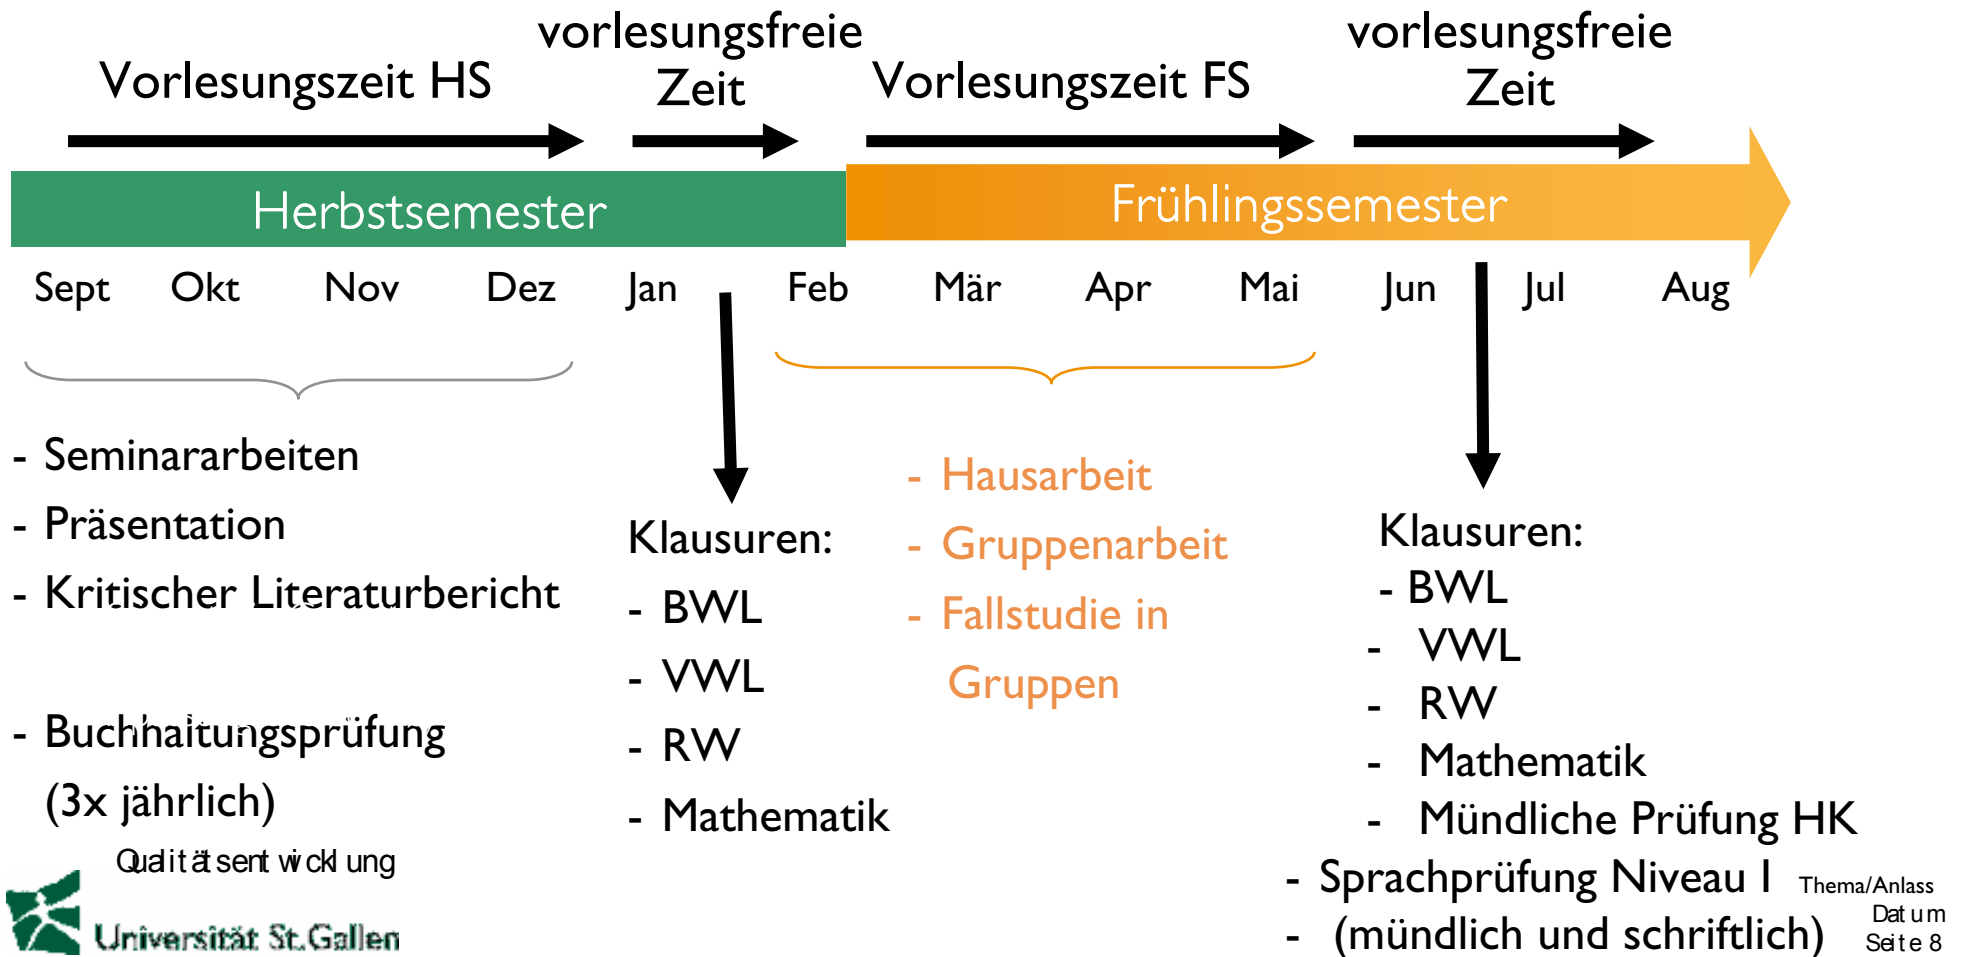 Vorlesungszeit HS
vorlesungsfreie
Zeit
Vorlesungszeit FS
vorlesungsfreie
Zeit
Herbstsemester
Frühlingssemester
Sept Okt Nov Dez Jan Feb Mär Apr Mai Jun Jul Aug
- Seminararbeiten
- Präsentation
- Kritischer Literaturbericht
- Buchhaltungsprüfung
(3x jährlich)
Klausuren:
- BWL
- VWL
- RW
- Mathematik
- Hausarbeit
- Gruppenarbeit
- Fallstudie in
Gruppen
Klausuren:
- BWL
- VWL
- RW
- Mathematik
- Mündliche Prüfung HK
- Sprachprüfung Niveau I
- (mündlich und schriftlich)
Qualitätsentwicklung
Universität St.Gallen
Thema/Anlass
Datum
Seite 8